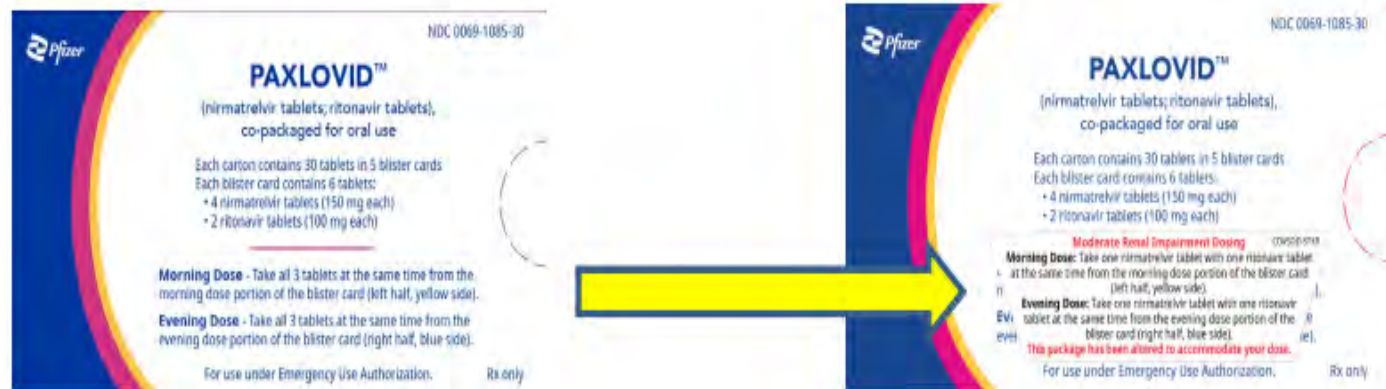 NDC 0069-1085-30
Pfizer
PAXLOVID™
(nirmatrelvir tablets; ritonavir tablets),
co-packaged for oral use
Each carton contains 30 tablets in 5 blister cards
Each blister card contains 6 tablets:
• 4 nirmatrelvir tablets (150 mg each)
• 2 ritonavir tablets (100 mg each)
Morning Dose - Take all 3 tablets at the same time from the
morning dose portion of the blister card (left half, yellow side).
Evening Dose - Take all 3 tablets at the same time from the
evening dose portion of the blister card (right half, blue side).
For use under Emergency Use Authorization. Rx only
NDC 0069-1085-30
Pfizer
PAXLOVID™
(nirmatrelvir tablets; ritonavir tablets),
co-packaged for oral use
Each carton contains 30 tablets in 5 blister cards
Each blister card contains 6 tablets:
• 4 nirmatrelvir tablets (150 mg each)
• 2 ritonavir tablets (100 mg each)
Moderate Renal Impairment Dosing
Morning Dose: Take one nirmatrelvir tablet with one ritonavir tablet
at the same time from the morning dose portion of the blister card
(left half, yellow side).
Evening Dose: Take one nirmatrelvir tablet with one ritonavir
tablet at the same time from the evening dose portion of the
blister card (right half, blue side).
This package has been altered to accommodate your dose.
For use under Emergency Use Authorization. Rx only